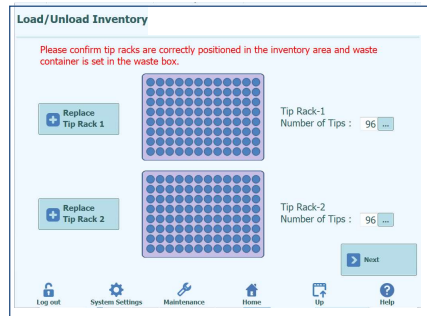 Load/Unload Inventory
Please confirm tip racks are correctly positioned in the inventory area and waste
container is set in the waste box.
Replace
Tip Rack 1
Tip Rack-1
Number of Tips : 96 ...
Replace
Tip Rack 2
Tip Rack-2
Number of Tips : 96 ...
Next
Log out System Settings Maintenance Home Up Help